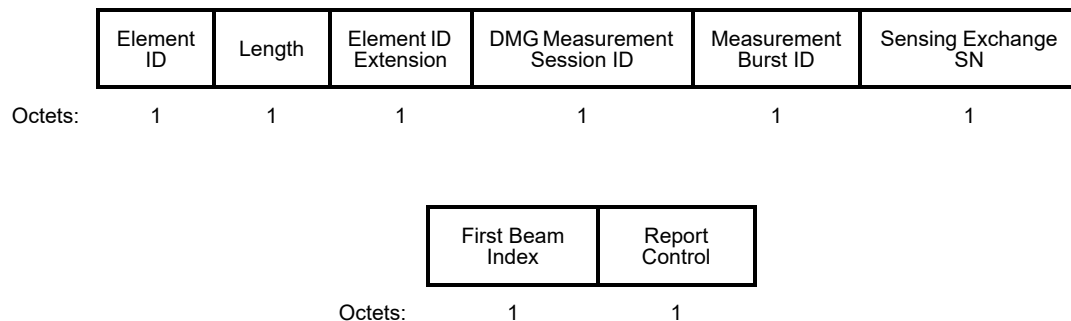 Element ID Length Element ID Extension DMG Measurement Session ID Measurement Burst ID Sensing Exchange SN
Octets: 1 1 1 1 1 1
First Beam Index Report Control
Octets: 1 1